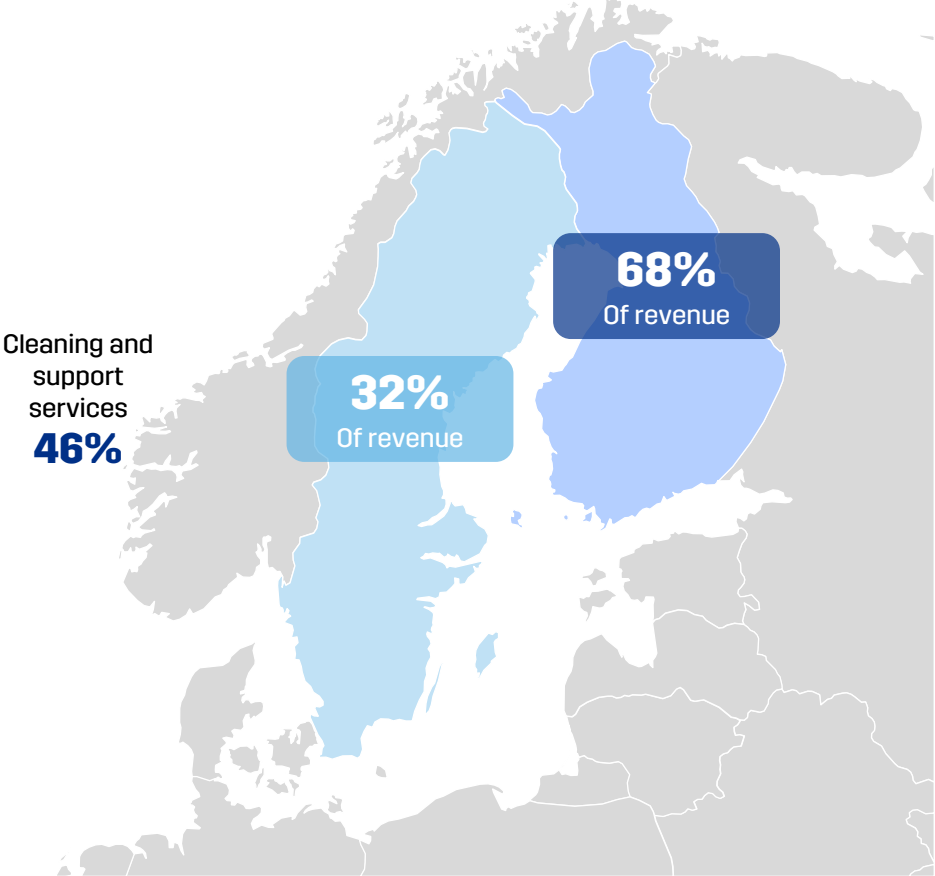 68%
Of revenue
Cleaning and
support
services
46%
32%
Of revenue